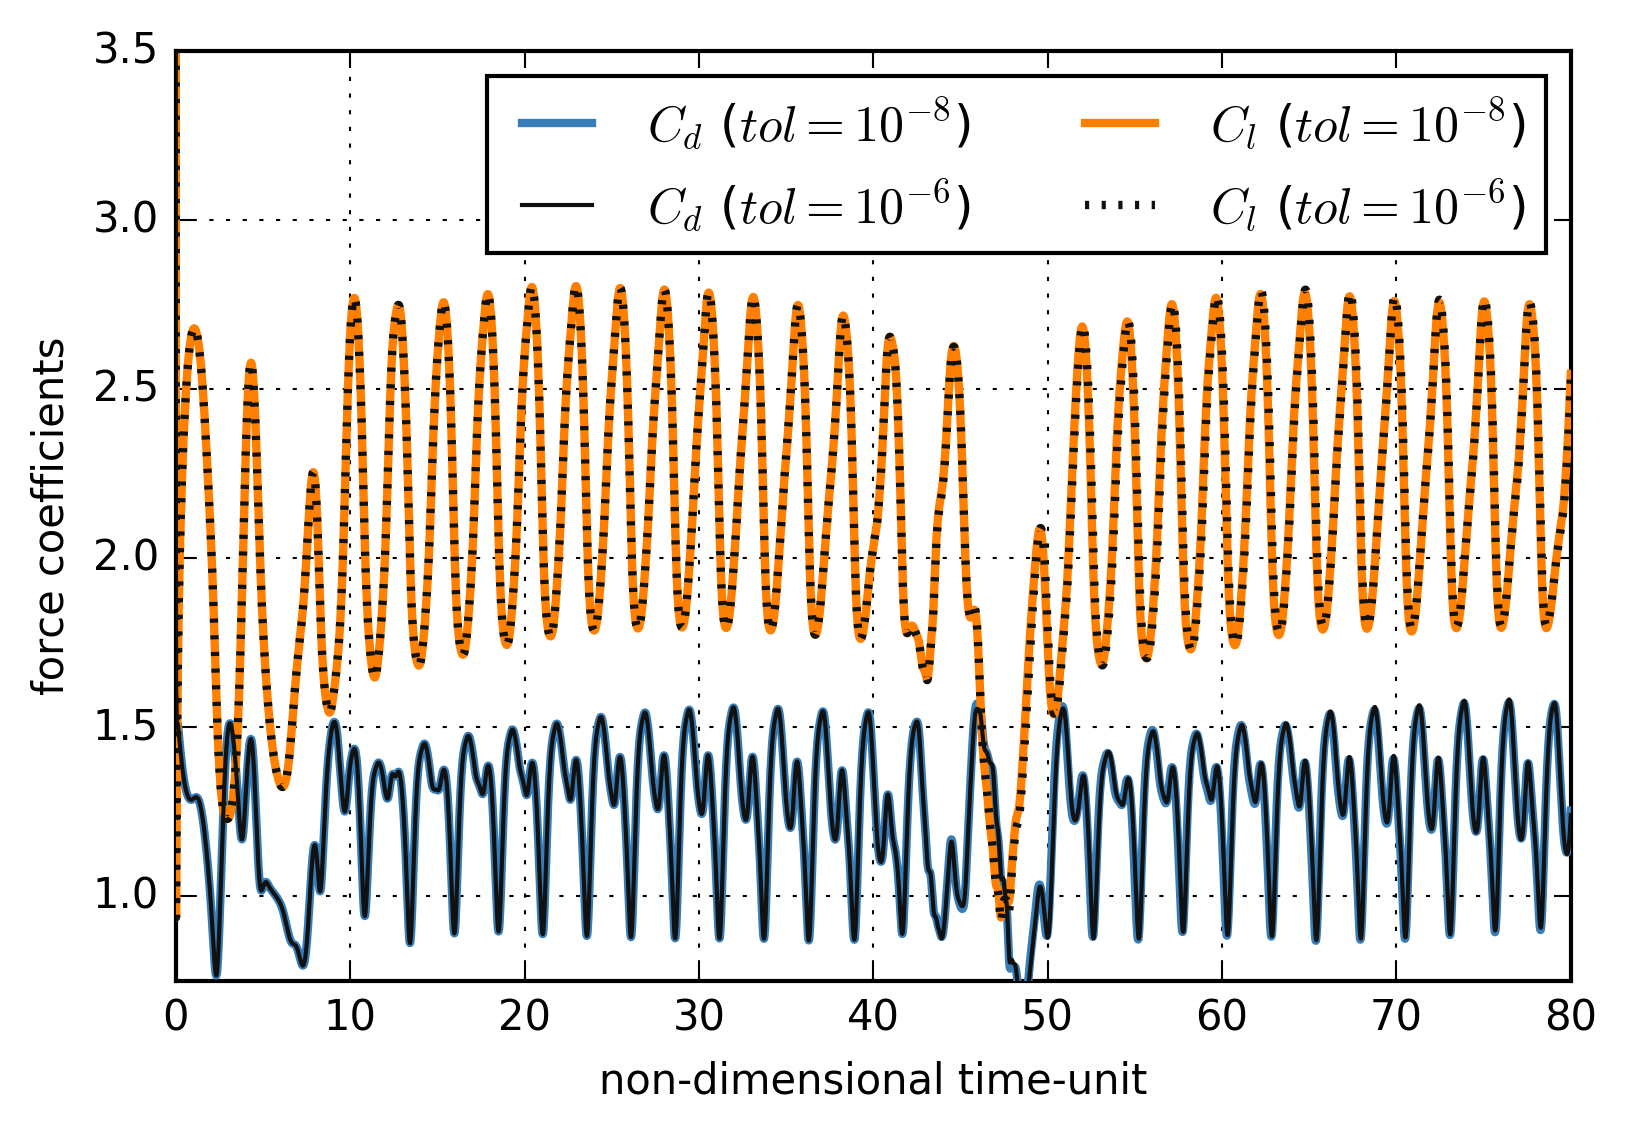 3.5
3.0
2.5
2.0
1.5
1.0
force coefficients
C_d (tol = 10^{-8})
C_d (tol = 10^{-6})
C_l (tol = 10^{-8})
C_l (tol = 10^{-6})
0 10 20 30 40 50 60 70 80
non-dimensional time-unit